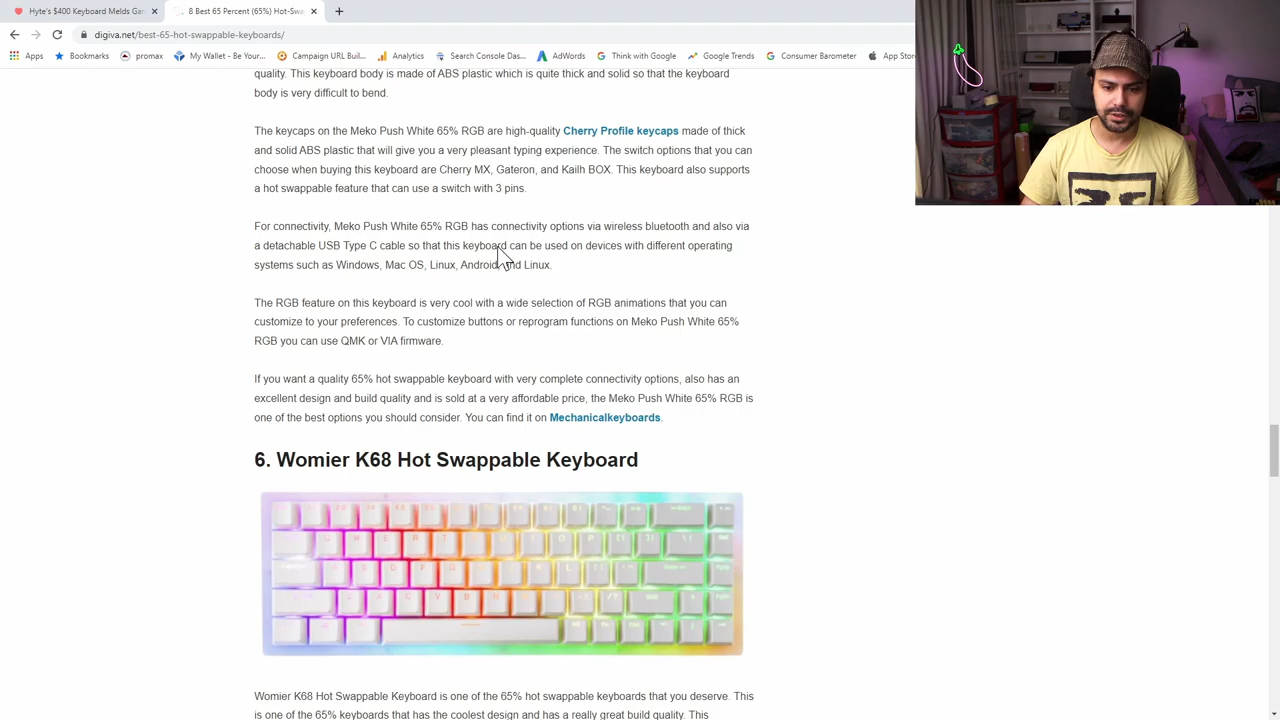 Hyte's $400 Keyboard Melds Gam
8 Best 65 Percent (65%) Hot-Swa
digiva.net/best-65-hot-swappable-keyboards/
Apps Bookmarks promax My Wallet - Be Your... Campaign URL Buil... Analytics Search Console Das... AdWords Think with Google Google Trends Consumer Barometer App Stor
quality. This keyboard body is made of ABS plastic which is quite thick and solid so that the keyboard
body is very difficult to bend.
The keycaps on the Meko Push White 65% RGB are high-quality Cherry Profile keycaps made of thick
and solid ABS plastic that will give you a very pleasant typing experience. The switch options that you can
choose when buying this keyboard are Cherry MX, Gateron, and Kailh BOX. This keyboard also supports
a hot swappable feature that can use a switch with 3 pins.
For connectivity, Meko Push White 65% RGB has connectivity options via wireless bluetooth and also via
a detachable USB Type C cable so that this keyboard can be used on devices with different operating
systems such as Windows, Mac OS, Linux, Android, and Linux.
The RGB feature on this keyboard is very cool with a wide selection of RGB animations that you can
customize to your preferences. To customize buttons or reprogram functions on Meko Push White 65%
RGB you can use QMK or VIA firmware.
If you want a quality 65% hot swappable keyboard with very complete connectivity options, also has an
excellent design and build quality and is sold at a very affordable price, the Meko Push White 65% RGB is
one of the best options you should consider. You can find it on Mechanicalkeyboards.
6. Womier K68 Hot Swappable Keyboard
Womier K68 Hot Swappable Keyboard is one of the 65% hot swappable keyboards that you deserve. This
is one of the 65% keyboards that has the coolest design and has a really great build quality. This